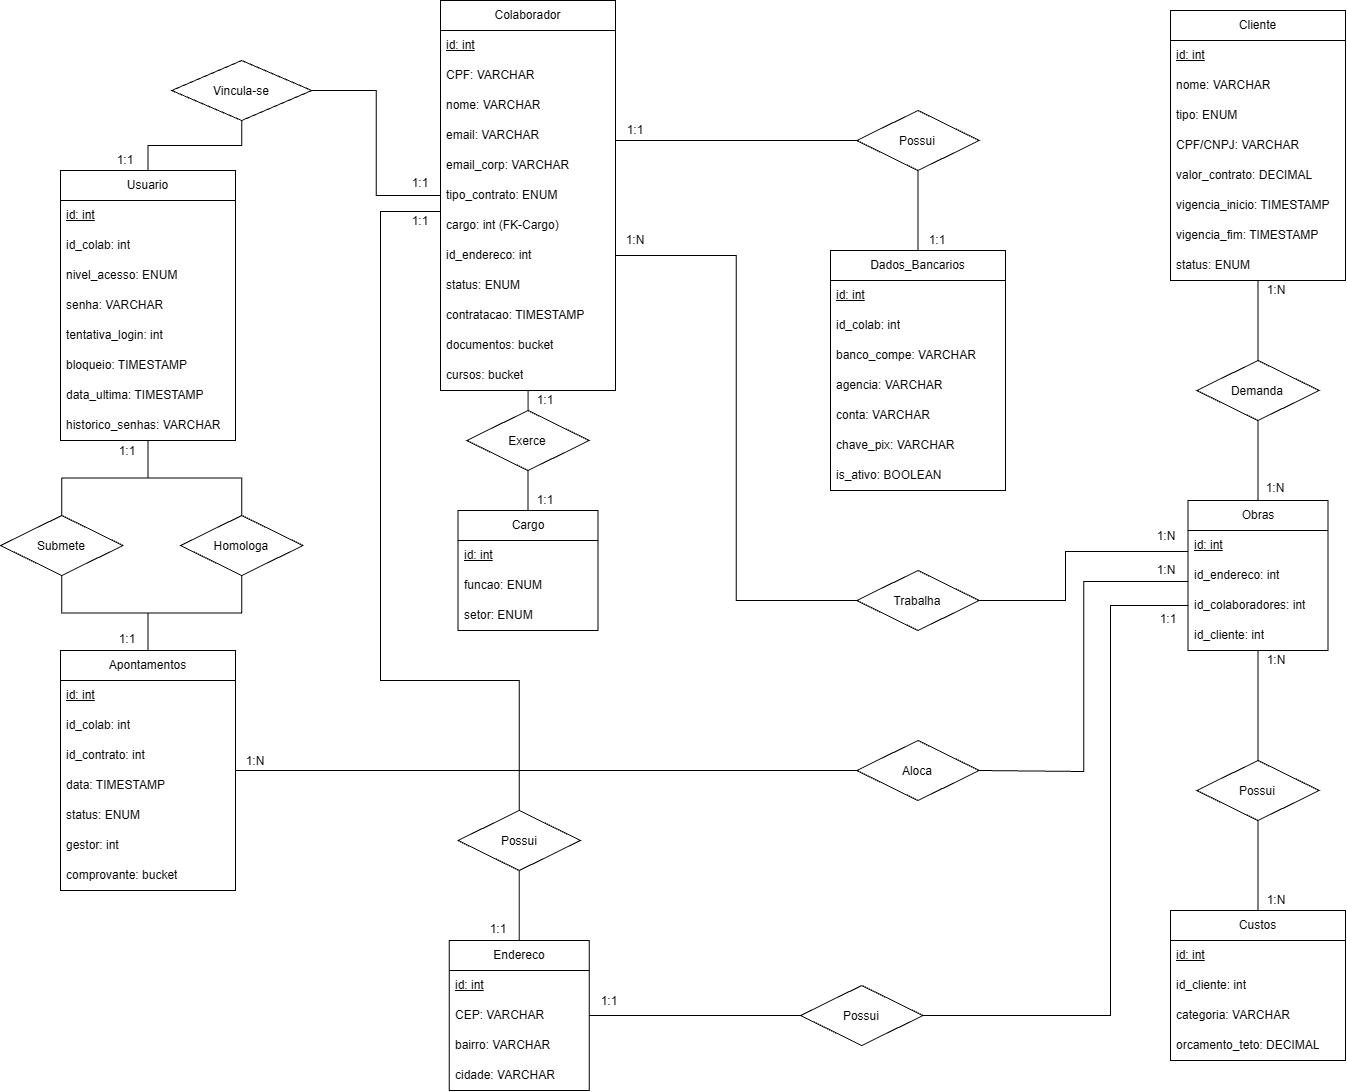 Colaborador
id: int
CPF: VARCHAR
nome: VARCHAR
email: VARCHAR
email_corp: VARCHAR
tipo_contrato: ENUM
cargo: int (FK-Cargo)
id_endereco: int
status: ENUM
contratacao: TIMESTAMP
documentos: bucket
cursos: bucket
Cliente
id: int
nome: VARCHAR
tipo: ENUM
CPF/CNPJ: VARCHAR
valor_contrato: DECIMAL
vigencia_inicio: TIMESTAMP
vigencia_fim: TIMESTAMP
status: ENUM
Vincula-se
1:1
1:1
1:1
Usuario
id: int
id_colab: int
nivel_acesso: ENUM
senha: VARCHAR
tentativa_login: int
bloqueio: TIMESTAMP
data_ultima: TIMESTAMP
historico_senhas: VARCHAR
1:1
Possui
1:1
1:N
Dados_Bancarios
id: int
id_colab: int
banco_compe: VARCHAR
agencia: VARCHAR
conta: VARCHAR
chave_pix: VARCHAR
is_ativo: BOOLEAN
1:N
Demanda
1:N
1:1
Exerce
1:1
Cargo
id: int
funcao: ENUM
setor: ENUM
1:1
Submete
Homologa
1:1
Obras
id: int
id_endereco: int
id_colaboradores: int
id_cliente: int
1:N
1:N
1:1
Trabalha
Apontamentos
id: int
id_colab: int
id_contrato: int
data: TIMESTAMP
status: ENUM
gestor: int
comprovante: bucket
1:N
Aloca
1:N
Possui
1:N
Possui
1:1
Endereco
id: int
CEP: VARCHAR
bairro: VARCHAR
cidade: VARCHAR
1:1
Possui
Custos
id: int
id_cliente: int
categoria: VARCHAR
orcamento_teto: DECIMAL